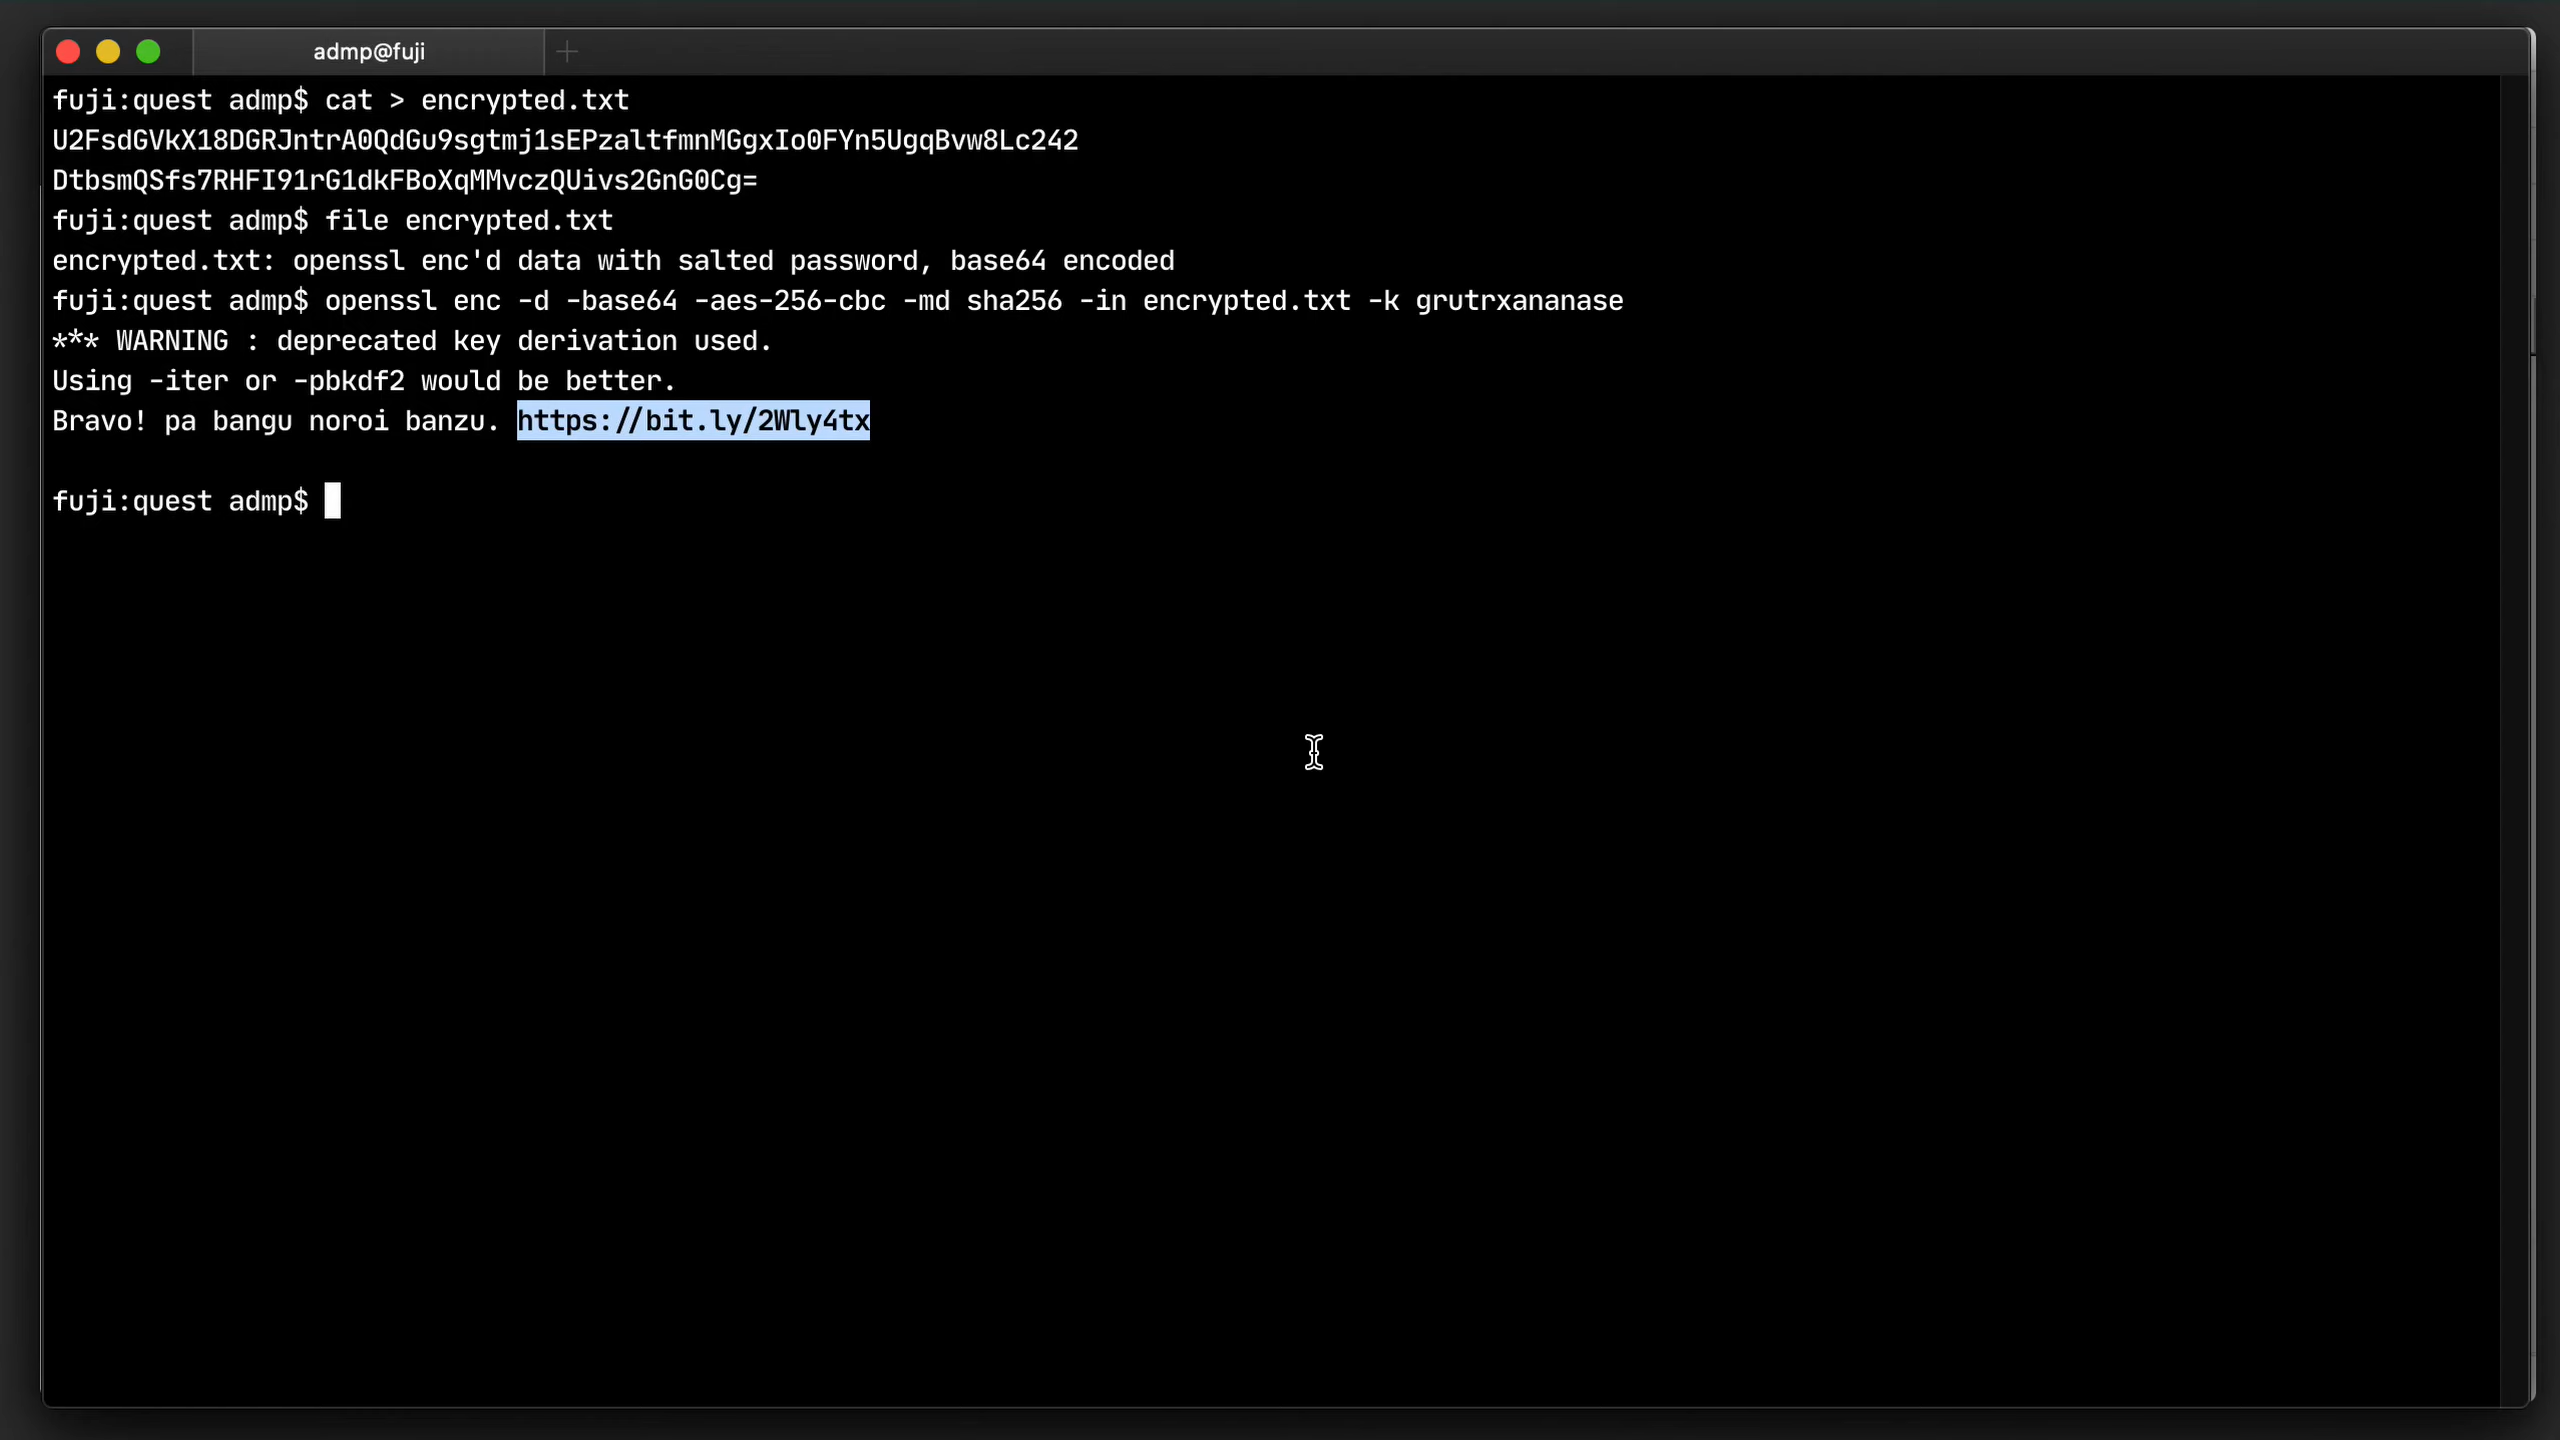 admp@fuji
fuji:quest admp$ cat > encrypted.txt
U2FsdGVkX18DGRJntrA0QdGu9sgtmj1sEPzaltfmnMGgxIo0FYn5UgqBvw8Lc242
DtbsmQSfs7RHFI91rG1dkFBoXqMMvczQUivs2GnG0Cg=
fuji:quest admp$ file encrypted.txt
encrypted.txt: openssl enc'd data with salted password, base64 encoded
fuji:quest admp$ openssl enc -d -base64 -aes-256-cbc -md sha256 -in encrypted.txt -k grutrxananase
*** WARNING : deprecated key derivation used.
Using -iter or -pbkdf2 would be better.
Bravo! pa bangu noroi banzu. https://bit.ly/2Wly4tx
fuji:quest admp$